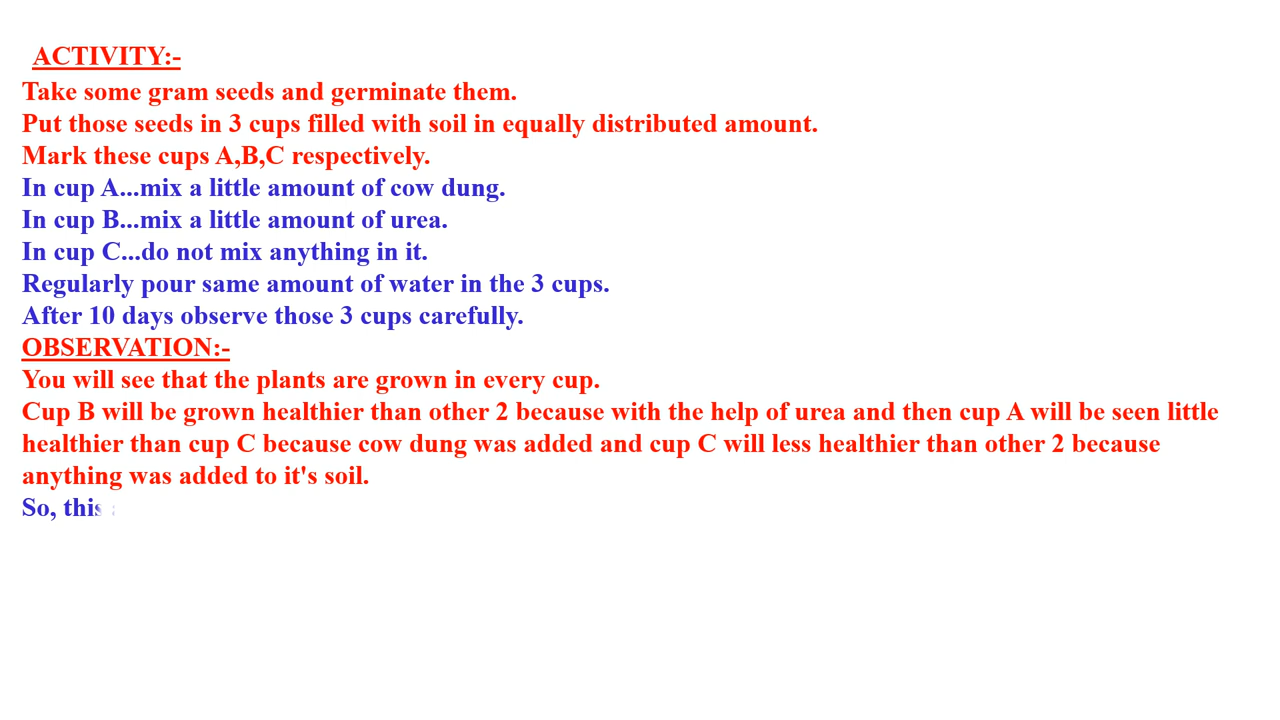 ACTIVITY:-
Take some gram seeds and germinate them.
Put those seeds in 3 cups filled with soil in equally distributed amount.
Mark these cups A,B,C respectively.
In cup A...mix a little amount of cow dung.
In cup B...mix a little amount of urea.
In cup C...do not mix anything in it.
Regularly pour same amount of water in the 3 cups.
After 10 days observe those 3 cups carefully.
OBSERVATION:-
You will see that the plants are grown in every cup.
Cup B will be grown healthier than other 2 because with the help of urea and then cup A will be seen little
healthier than cup C because cow dung was added and cup C will less healthier than other 2 because
anything was added to it's soil.
So, this